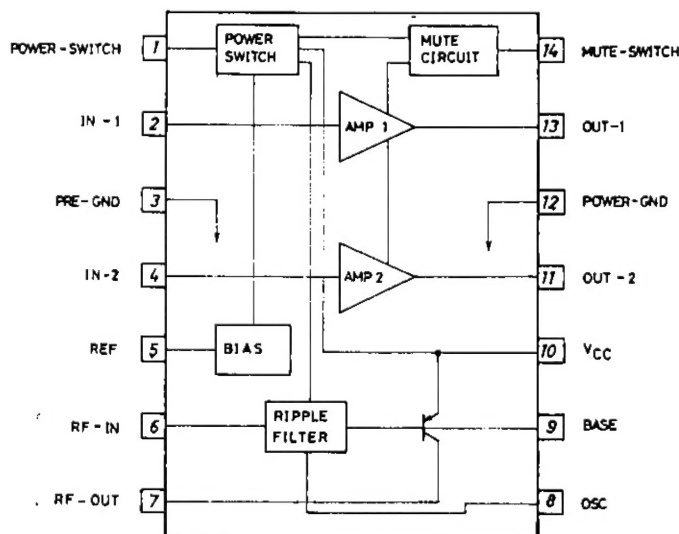 POWER-SWITCH 1
POWER
SWITCH
MUTE
CIRCUIT
14 MUTE-SWITCH
IN-1 2
AMP 1
13 OUT-1
PRE-GND 3
12 POWER-GND
IN-2 4
AMP 2
11 OUT-2
REF 5
BIAS
10 VCC
RF-IN 6
RIPPLE
FILTER
9 BASE
RF-OUT 7
8 OSC